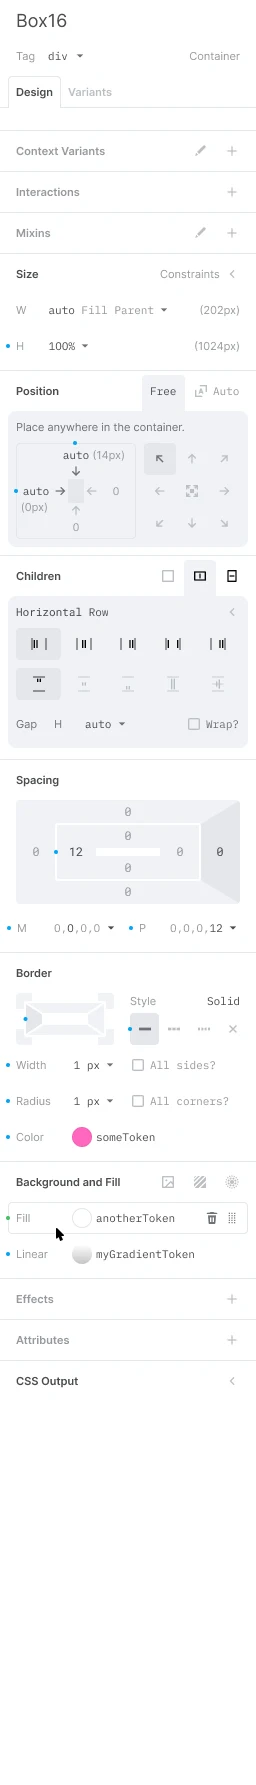 Box16
Tag div Container
Design Variants
Context Variants
Interactions
Mixins
Size Constraints
W auto Fill Parent (202px)
H 100% (1024px)
Position Free Auto
Place anywhere in the container.
auto (14px)
auto 0
(0px)
0
Children
Horizontal Row
Gap H auto Wrap?
Spacing
0
0
0 12 0 0
0
0
M 0,0,0,0 P 0,0,0,12
Border
Style Solid
Width 1 px All sides?
Radius 1 px All corners?
Color someToken
Background and Fill
Fill anotherToken
Linear myGradientToken
Effects
Attributes
CSS Output